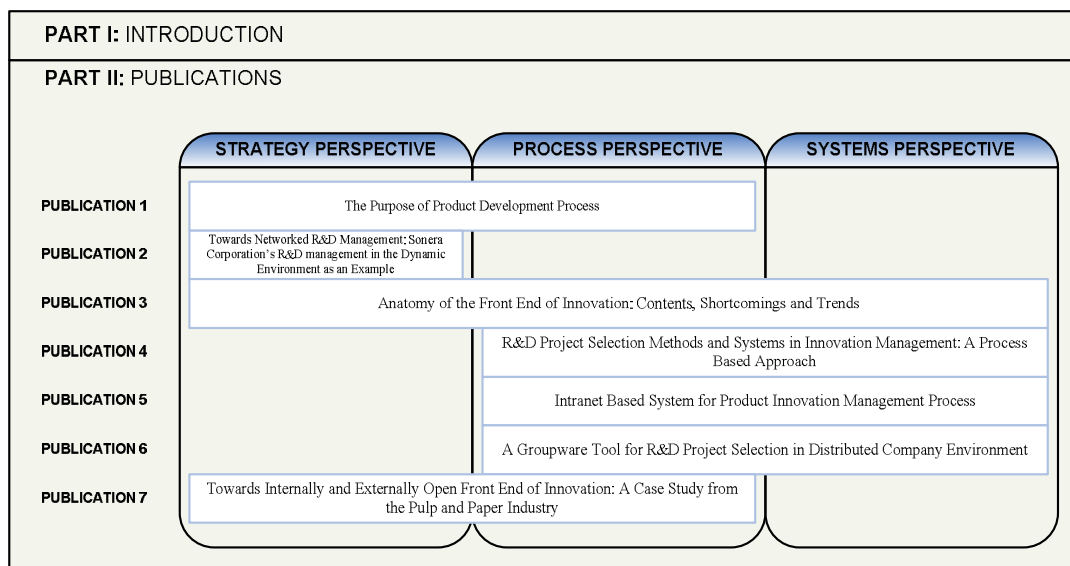 PART I: INTRODUCTION
PART II: PUBLICATIONS
STRATEGY PERSPECTIVE
PROCESS PERSPECTIVE
SYSTEMS PERSPECTIVE
PUBLICATION 1
The Purpose of Product Development Process
PUBLICATION 2
Towards Networked R&D Management: Sonera
Corporation's R&D management in the Dynamic
Environment as an Example
PUBLICATION 3
Anatomy of the Front End of Innovation: Contents, Shortcomings and Trends
PUBLICATION 4
R&D Project Selection Methods and Systems in Innovation Management: A Process
Based Approach
PUBLICATION 5
Intranet Based System for Product Innovation Management Process
PUBLICATION 6
A Groupware Tool for R&D Project Selection in Distributed Company Environment
PUBLICATION 7
Towards Internally and Externally Open Front End of Innovation: A Case Study from
the Pulp and Paper Industry